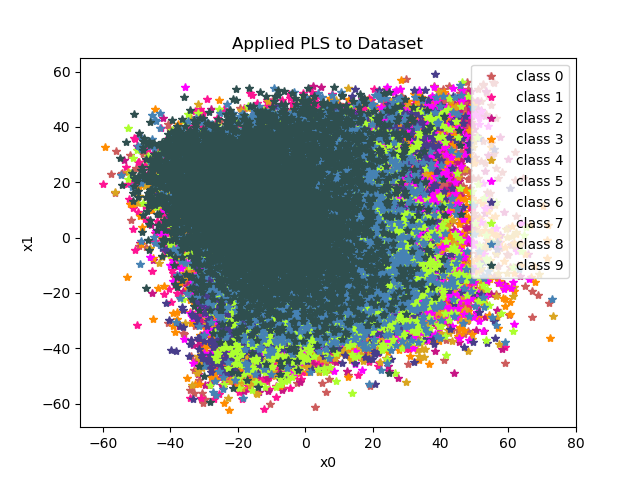 Applied PLS to Dataset
60
40
20
0
−20
−40
−60
x1
−60
−40
−20
0
20
40
60
80
x0
class 0
class 1
class 2
class 3
class 4
class 5
class 6
class 7
class 8
class 9